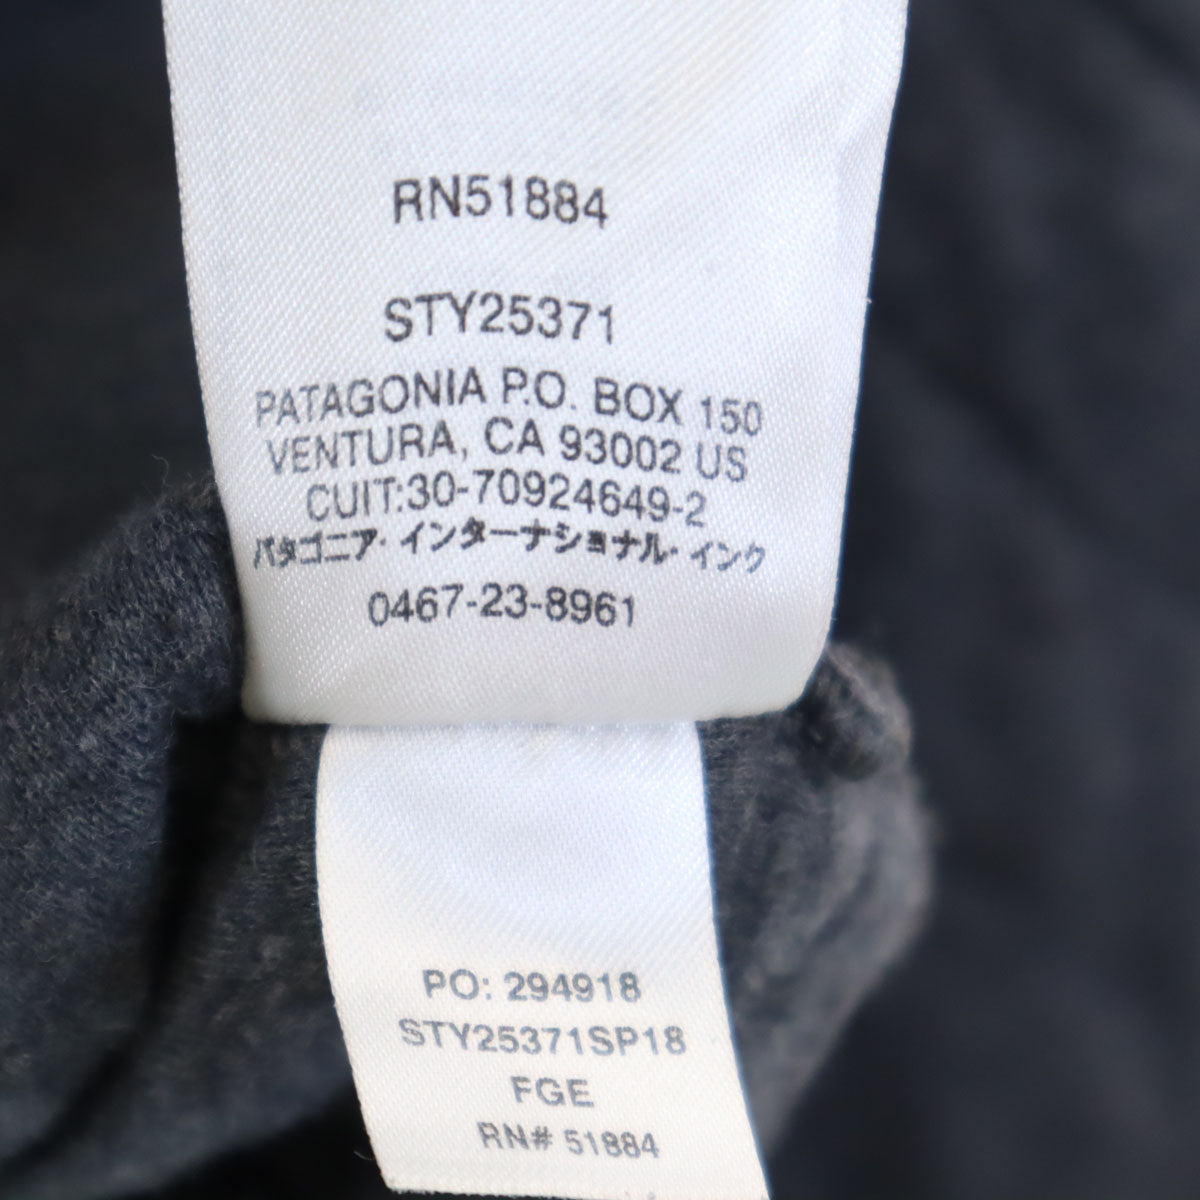 RN51884
STY25371
PATAGONIA P.O. BOX 150
VENTURA, CA 93002 US
CUIT:30-70924649-2
パタゴニア・インターナショナル・インク
0467-23-8961
PO: 294918
STY25371SP18
FGE
RN# 51884